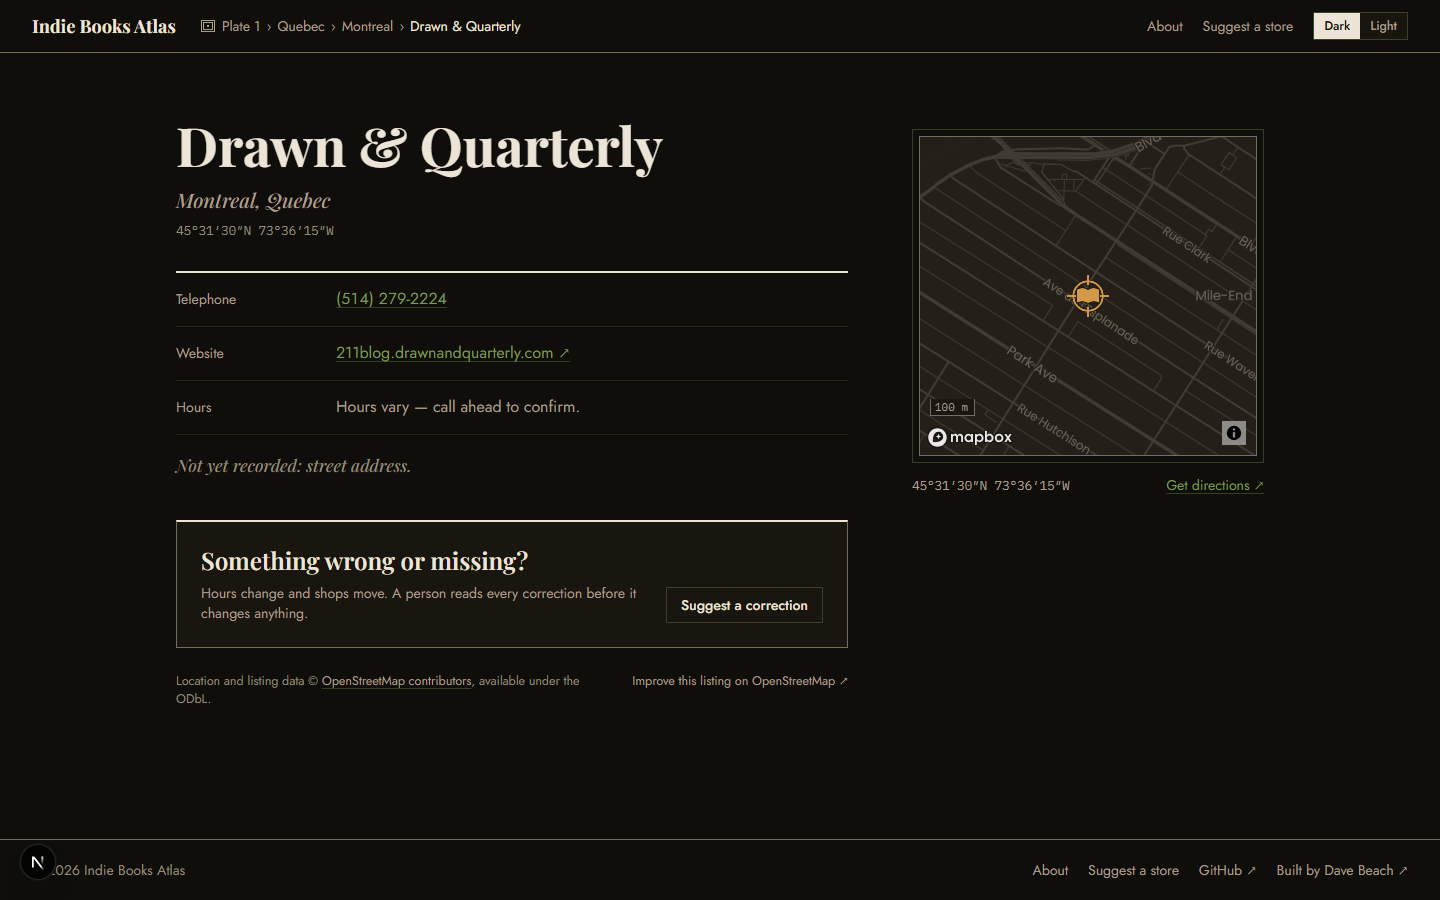 Indie Books Atlas
Plate 1 › Quebec › Montreal › Drawn & Quarterly
About
Suggest a store
Dark
Light
Drawn & Quarterly
Montreal, Quebec
45°31′30″N 73°36′15″W
Telephone
(514) 279-2224
Website
211blog.drawnandquarterly.com ↗
Hours
Hours vary — call ahead to confirm.
Not yet recorded: street address.
Something wrong or missing?
Hours change and shops move. A person reads every correction before it
changes anything.
Suggest a correction
Location and listing data © OpenStreetMap contributors, available under the
ODbL.
Improve this listing on OpenStreetMap ↗
Blvd
Rue Clark
Blv
Mile-End
Ave
splanade
Park Ave
Rue Waver
Rue Hutchison
100 m
mapbox
45°31′30″N 73°36′15″W
Get directions ↗
N
2026 Indie Books Atlas
About
Suggest a store
GitHub ↗
Built by Dave Beach ↗